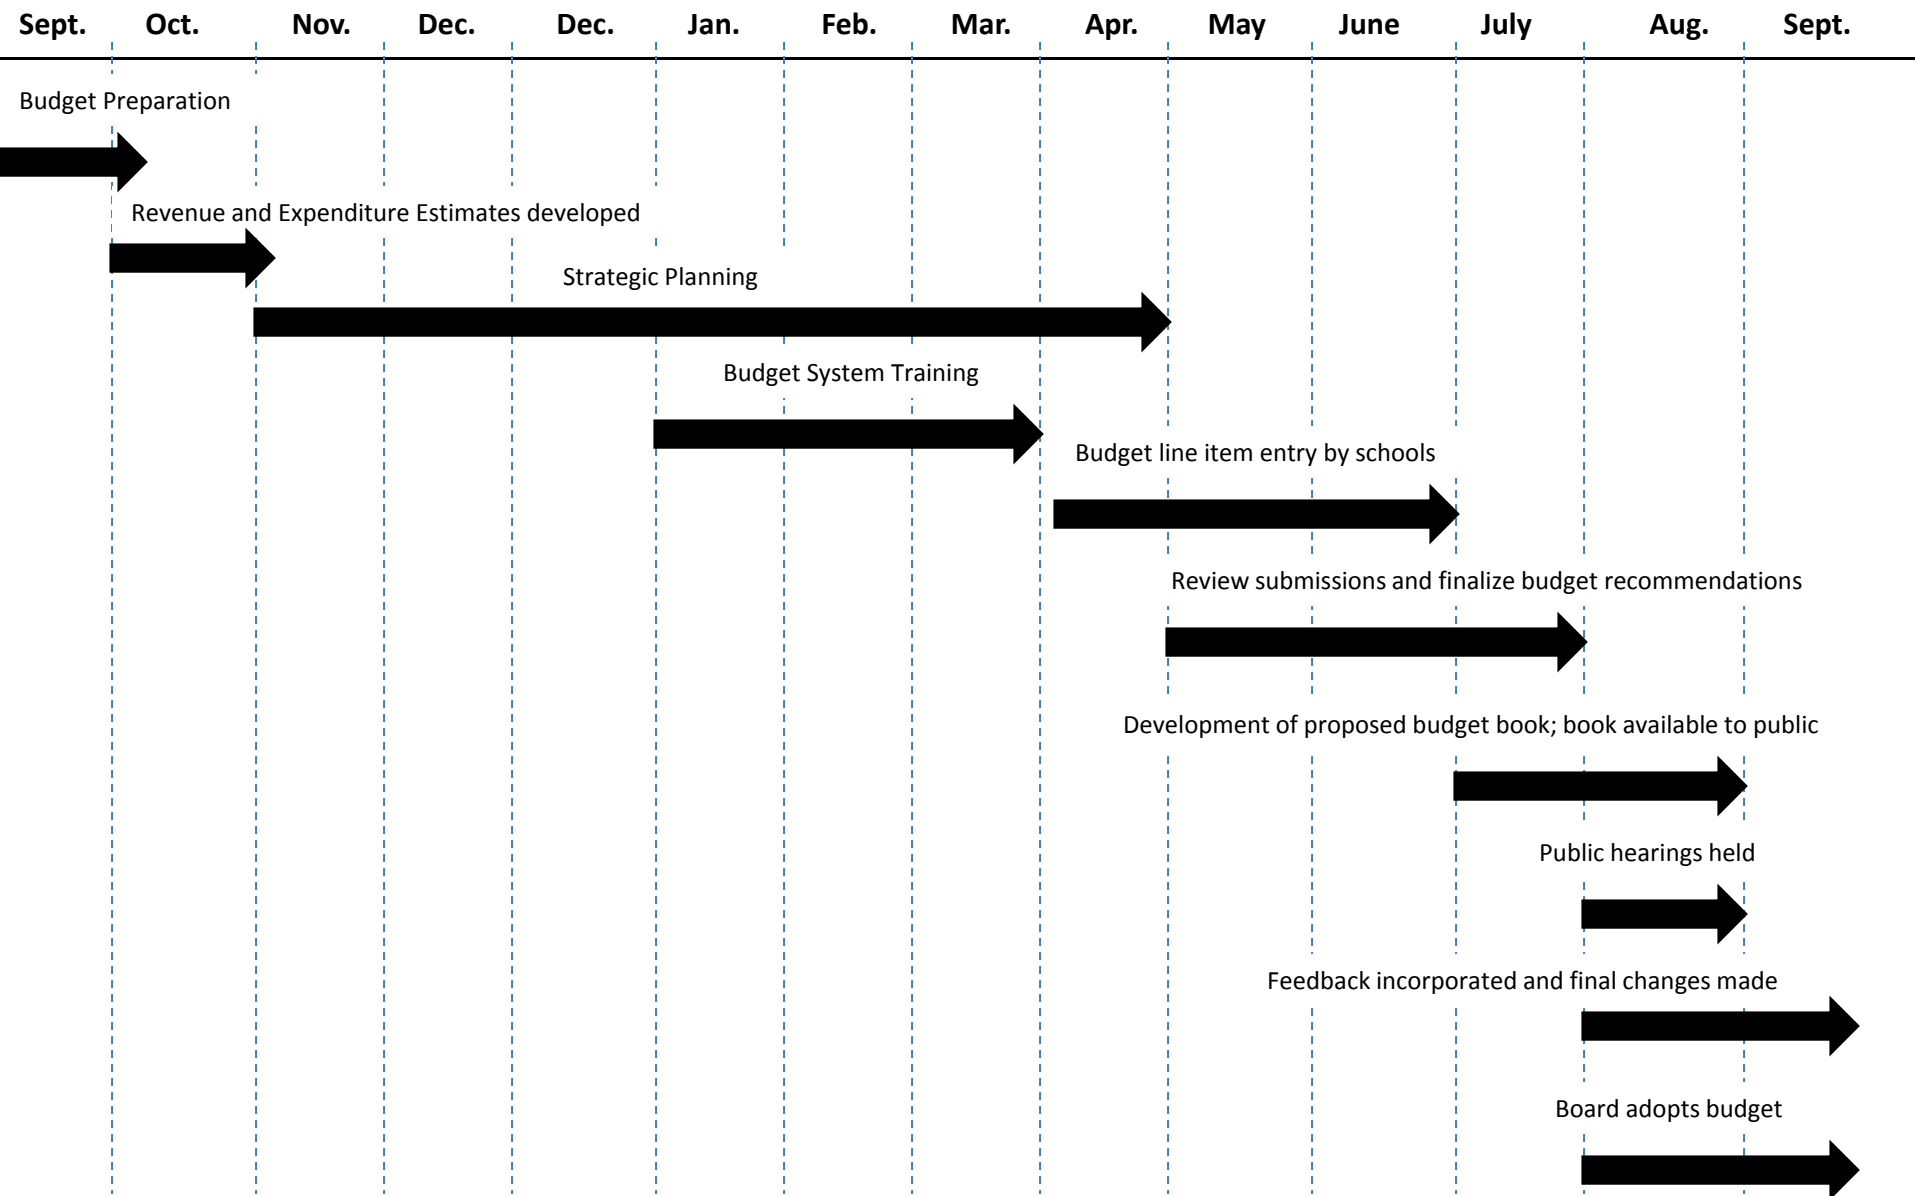 Sept. Oct. Nov. Dec. Dec. Jan. Feb. Mar. Apr. May June July Aug. Sept.
Budget Preparation
Revenue and Expenditure Estimates developed
Strategic Planning
Budget System Training
Budget line item entry by schools
Review submissions and finalize budget recommendations
Development of proposed budget book; book available to public
Public hearings held
Feedback incorporated and final changes made
Board adopts budget